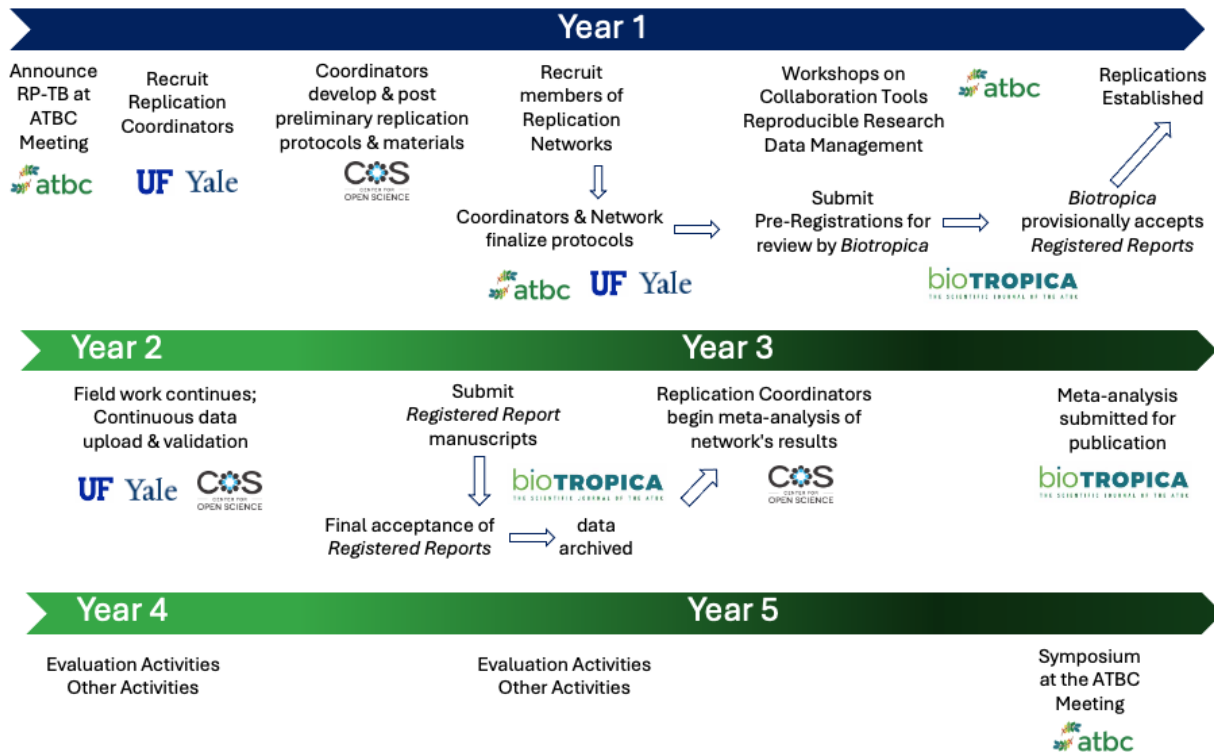 Year 1
Announce
RP-TB at
ATBC
Meeting
atbc
Recruit
Replication
Coordinators
UF Yale
Coordinators
develop & post
preliminary replication
protocols & materials
COS
CENTER FOR
OPEN SCIENCE
Recruit
members of
Replication
Networks
Coordinators & Network
finalize protocols
atbc UF Yale
Workshops on
Collaboration Tools
Reproducible Research
Data Management
atbc
Submit
Pre-Registrations for
review by Biotropica
Biotropica
provisionally accepts
Registered Reports
bioTROPICA
THE SCIENTIFIC JOURNAL OF THE ATBC
Replications
Established
Year 2
Year 3
Field work continues;
Continuous data
upload & validation
UF Yale COS
CENTER FOR
OPEN SCIENCE
Submit
Registered Report
manuscripts
bioTROPICA
THE SCIENTIFIC JOURNAL OF THE ATBC
Final acceptance of
Registered Reports
data
archived
Replication Coordinators
begin meta-analysis of
network's results
COS
CENTER FOR
OPEN SCIENCE
Meta-analysis
submitted for
publication
bioTROPICA
THE SCIENTIFIC JOURNAL OF THE ATBC
Year 4
Year 5
Evaluation Activities
Other Activities
Evaluation Activities
Other Activities
Symposium
at the ATBC
Meeting
atbc